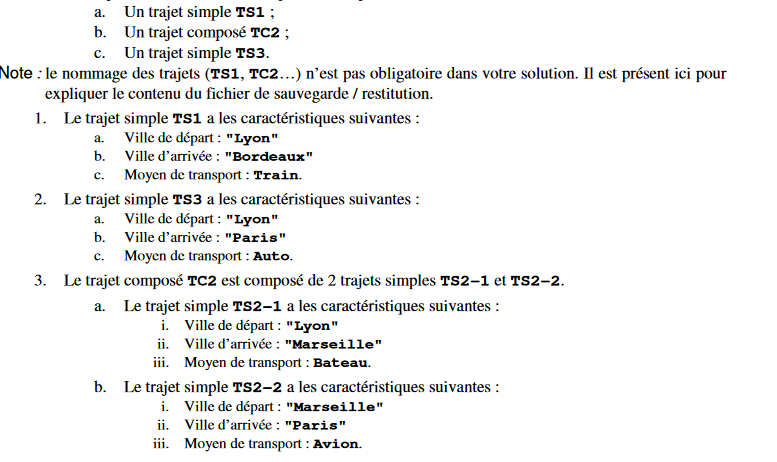 a. Un trajet simple TS1 ;
b. Un trajet composé TC2 ;
c. Un trajet simple TS3.
Note : le nommage des trajets (TS1, TC2…) n’est pas obligatoire dans votre solution. Il est présent ici pour
expliquer le contenu du fichier de sauvegarde / restitution.
1. Le trajet simple TS1 a les caractéristiques suivantes :
a. Ville de départ : "Lyon"
b. Ville d’arrivée : "Bordeaux"
c. Moyen de transport : Train.
2. Le trajet simple TS3 a les caractéristiques suivantes :
a. Ville de départ : "Lyon"
b. Ville d’arrivée : "Paris"
c. Moyen de transport : Auto.
3. Le trajet composé TC2 est composé de 2 trajets simples TS2–1 et TS2–2.
a. Le trajet simple TS2–1 a les caractéristiques suivantes :
i. Ville de départ : "Lyon"
ii. Ville d’arrivée : "Marseille"
iii. Moyen de transport : Bateau.
b. Le trajet simple TS2–2 a les caractéristiques suivantes :
i. Ville de départ : "Marseille"
ii. Ville d’arrivée : "Paris"
iii. Moyen de transport : Avion.